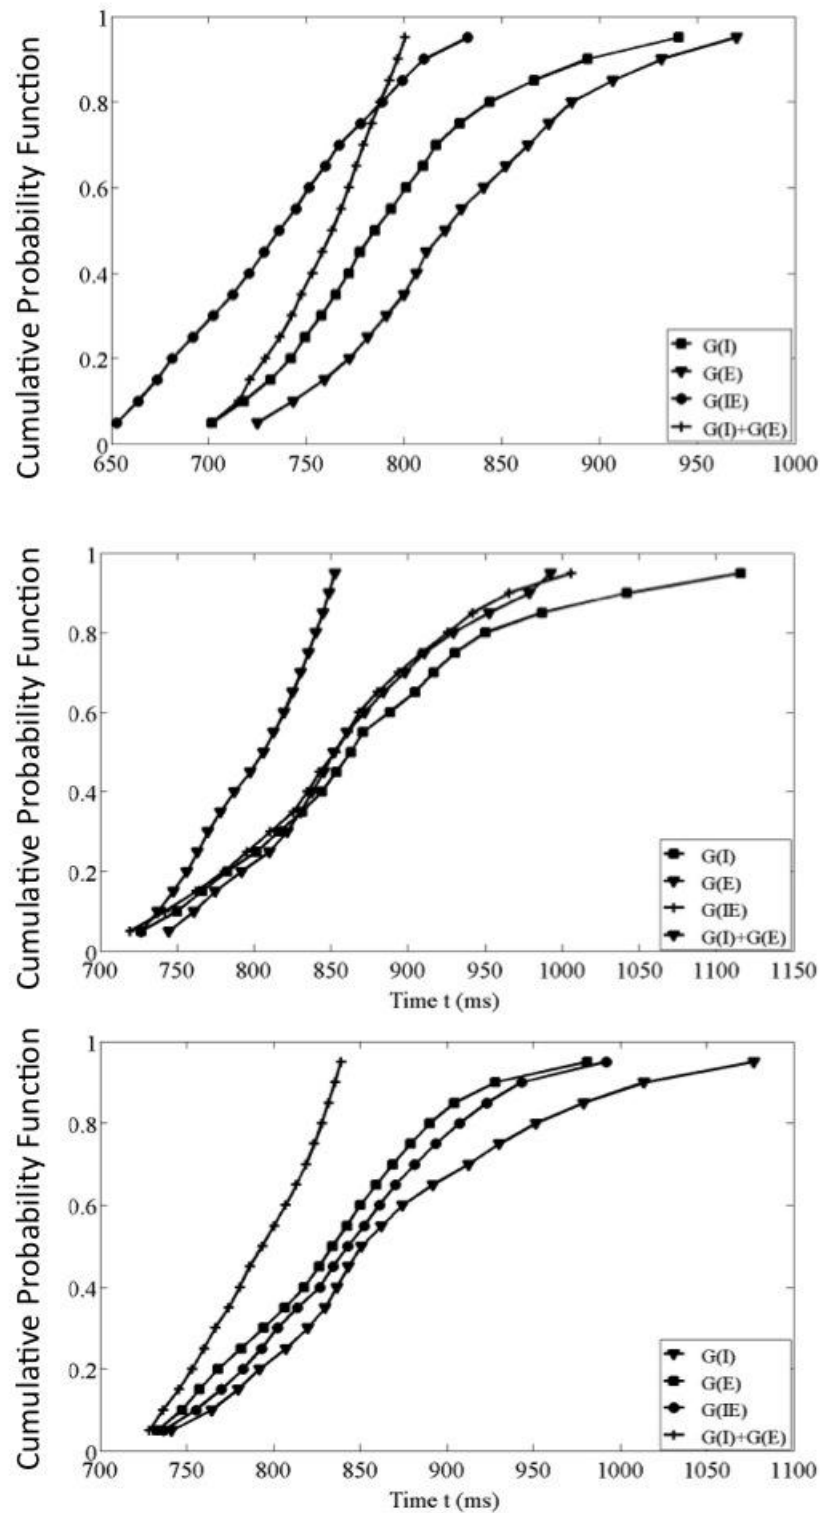 Cumulative Probability Function
1
0.8
0.6
0.4
0.2
0
650 700 750 800 850 900 950 1000
G(I)
G(E)
G(IE)
G(I)+G(E)
Cumulative Probability Function
1
0.8
0.6
0.4
0.2
0
700 750 800 850 900 950 1000 1050 1100 1150
Time t (ms)
G(I)
G(E)
G(IE)
G(I)+G(E)
Cumulative Probability Function
1
0.8
0.6
0.4
0.2
0
700 750 800 850 900 950 1000 1050 1100
Time t (ms)
G(I)
G(E)
G(IE)
G(I)+G(E)